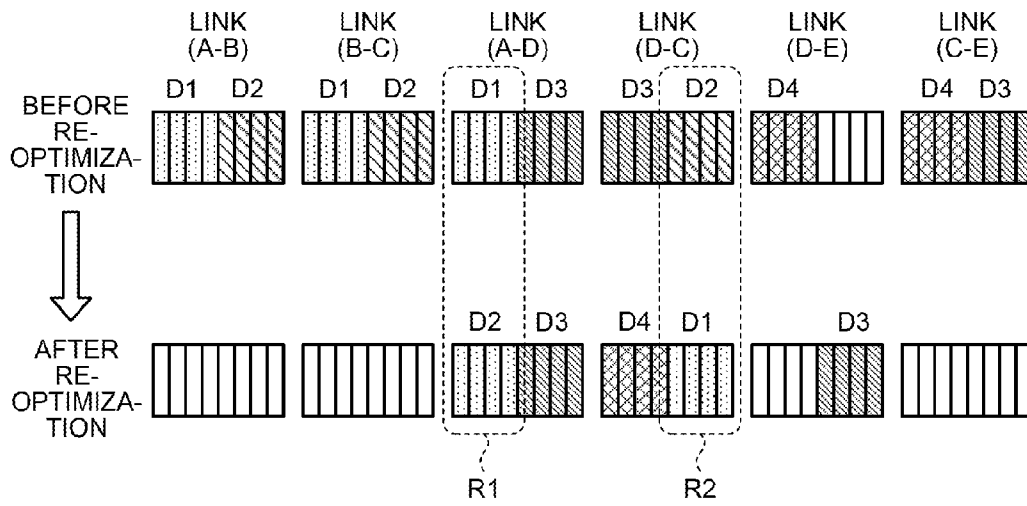 LINK
(A-B)
LINK
(B-C)
LINK
(A-D)
LINK
(D-C)
LINK
(D-E)
LINK
(C-E)
BEFORE
RE-
OPTIMIZA-
TION
D1 D2
D1 D2
D1 D3
D3 D2
D4
D4 D3
AFTER
RE-
OPTIMIZA-
TION
D2 D3
D4 D1
D3
R1
R2